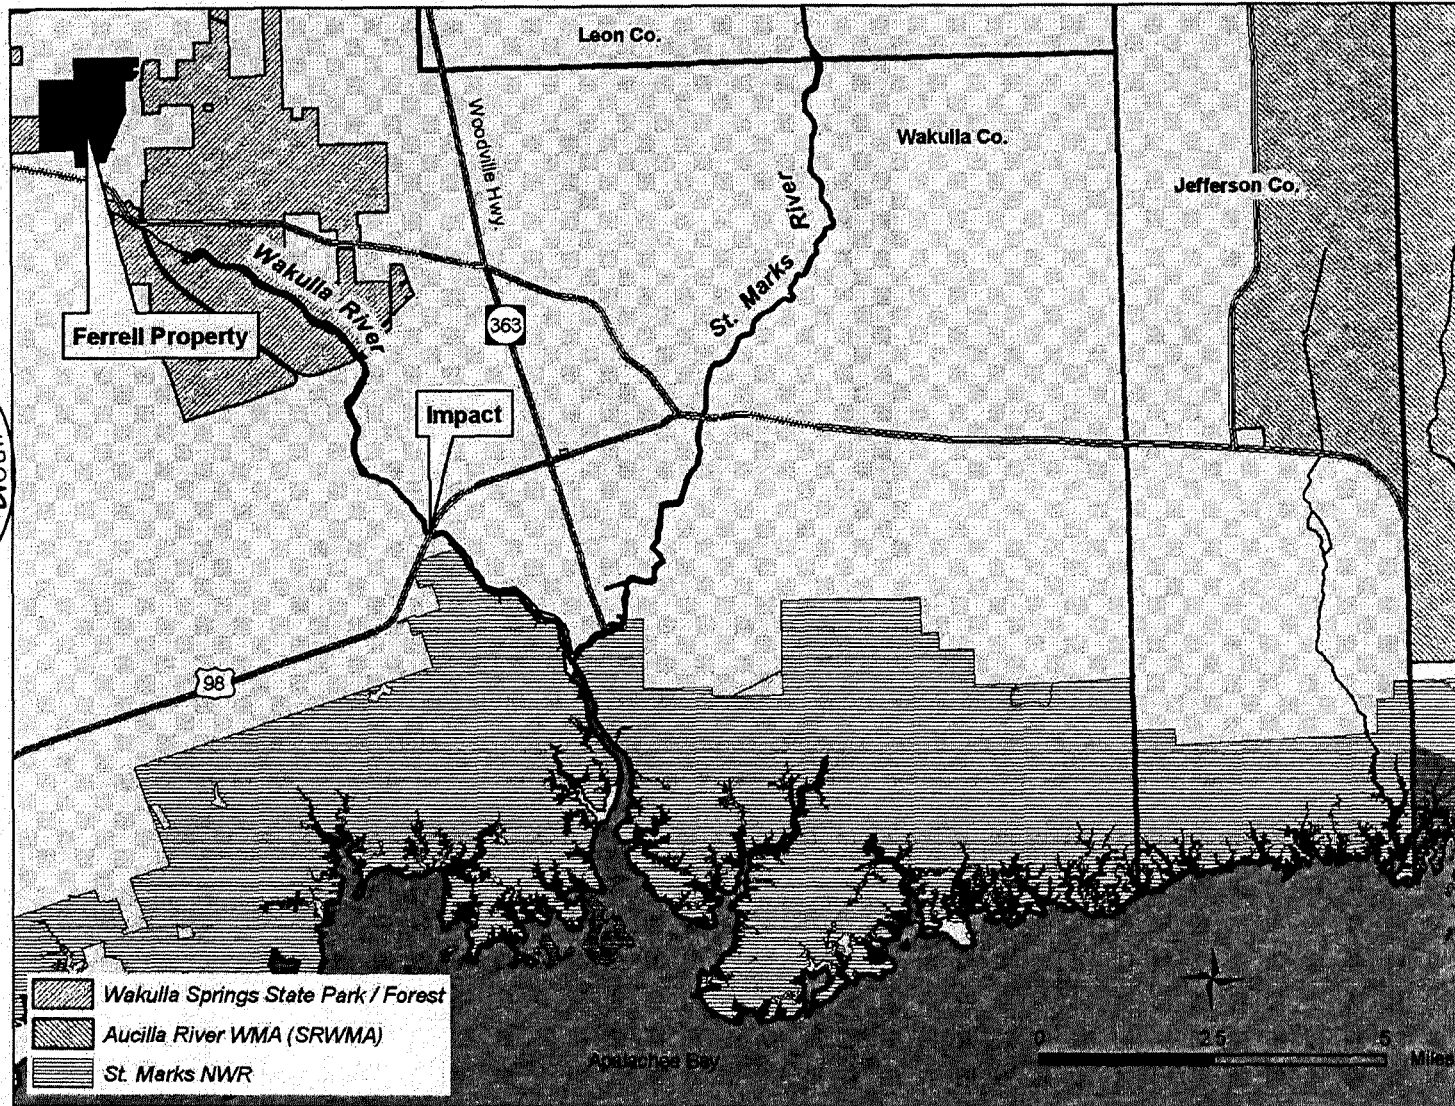 Leon Co.
Wakulla Co.
Jefferson Co.
Woodville Hwy.
St. Marks River
Wakulla River
363
Ferrell Property
Impact
98
Wakulla Springs State Park / Forest
Aucilla River WMA (SRWMA)
St. Marks NWR
Apalachee Bay
0 2.5 5 Miles